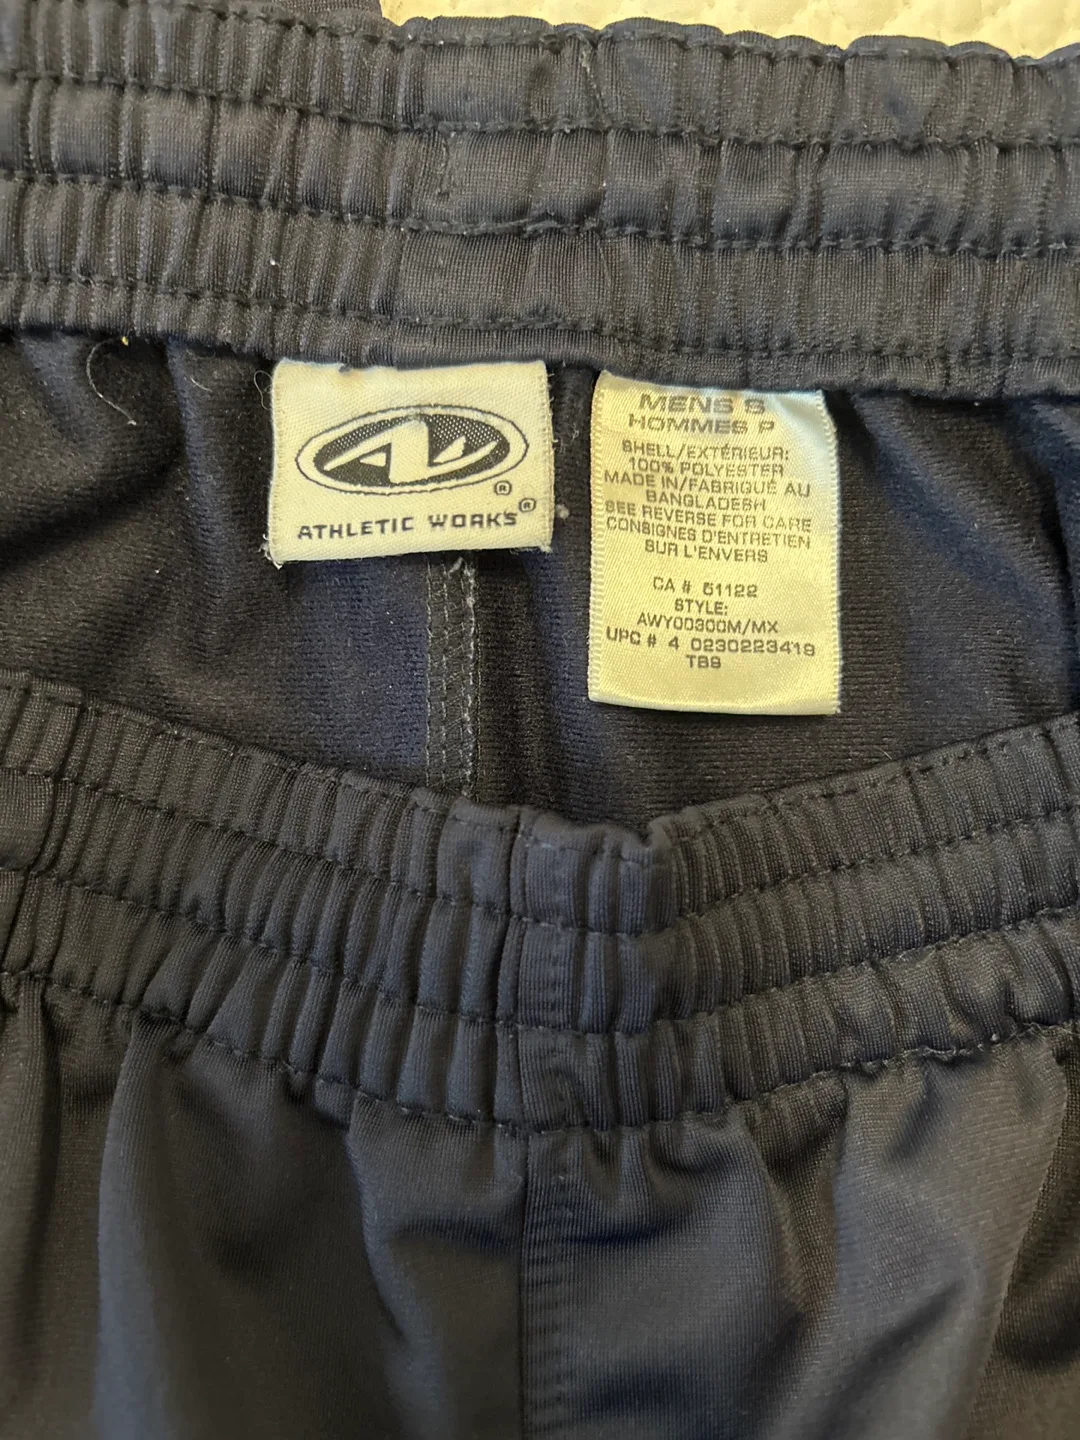 AW
®
ATHLETIC WORKS®
MENS S
HOMMES P
SHELL/EXTÉRIEUR:
100% POLYESTER
MADE IN/FABRIQUÉ AU
BANGLADESH
SEE REVERSE FOR CARE
CONSIGNES D'ENTRETIEN
SUR L'ENVERS
CA # 51122
STYLE:
AWY00300M/MX
UPC # 4 0230223419
TB9